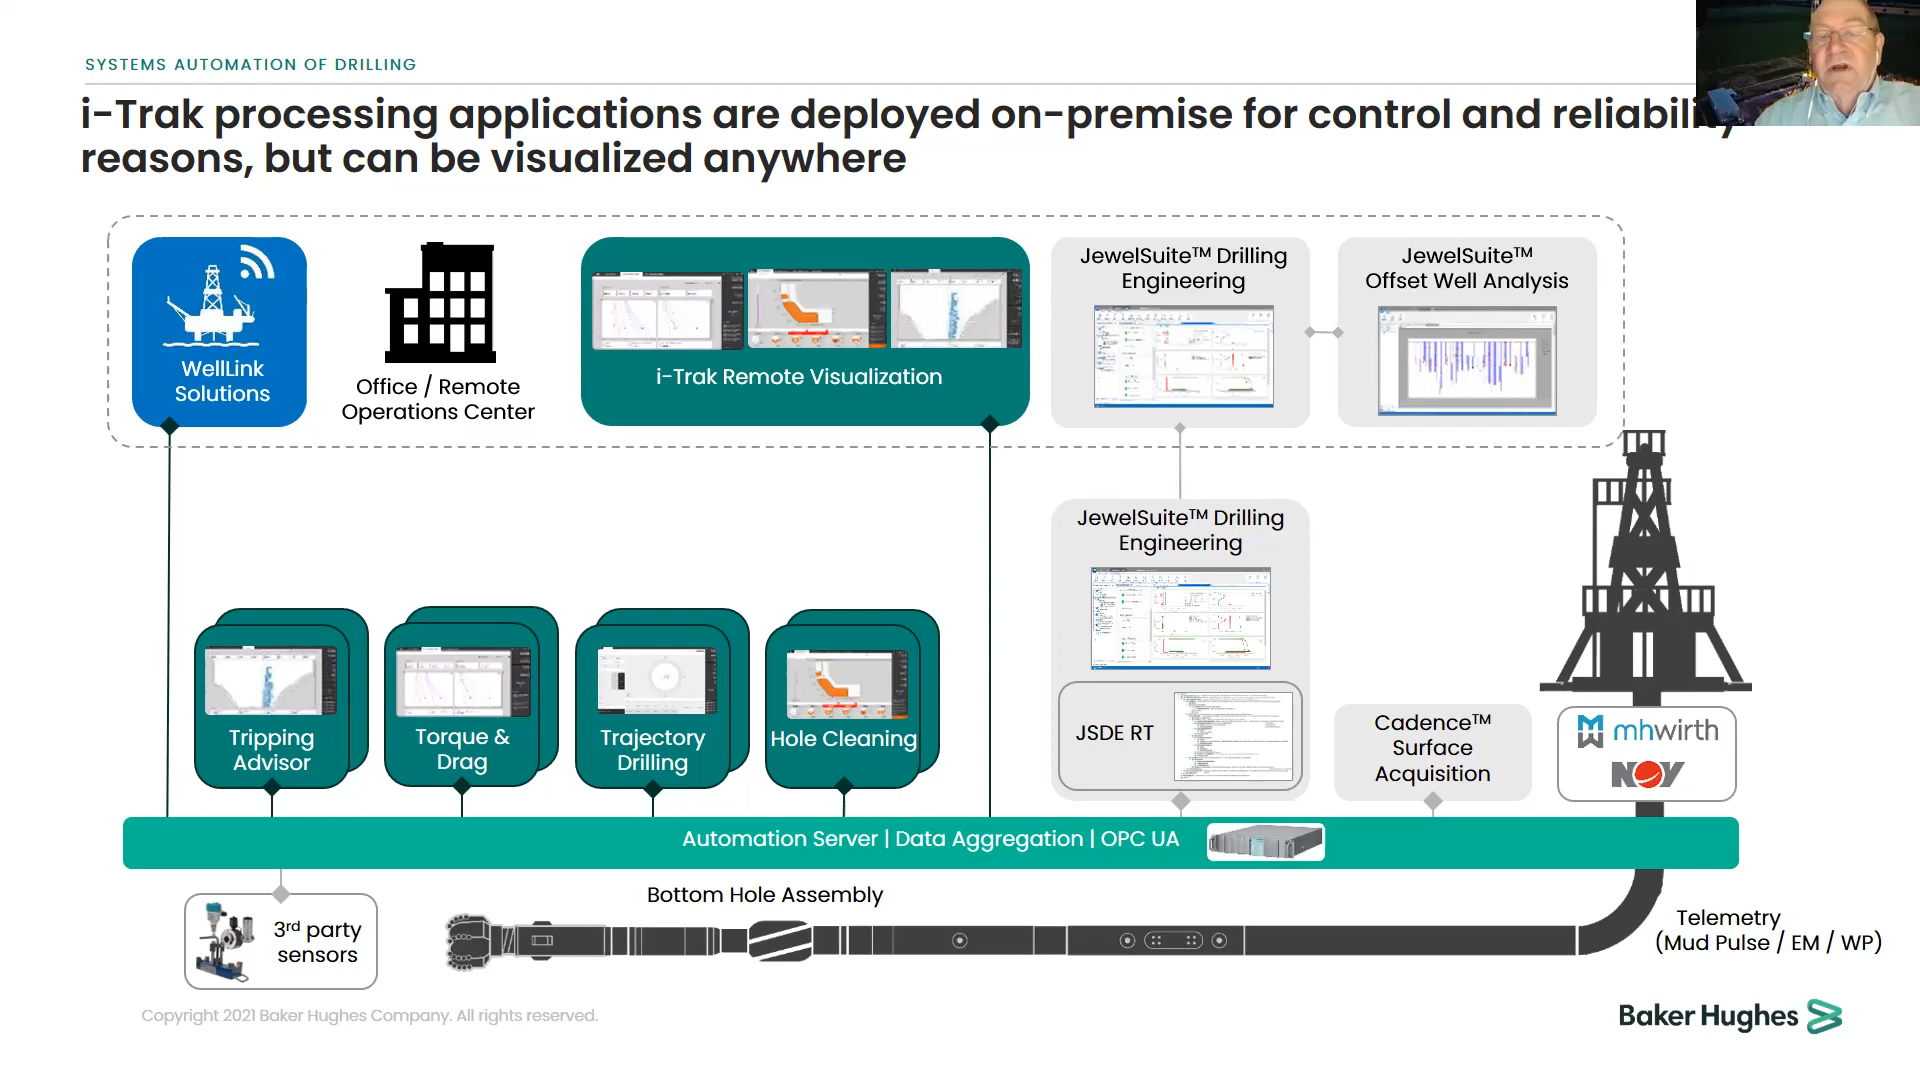 SYSTEMS AUTOMATION OF DRILLING
i-Trak processing applications are deployed on-premise for control and reliability
reasons, but can be visualized anywhere
WellLink
Solutions
Office / Remote
Operations Center
i-Trak Remote Visualization
JewelSuite™ Drilling
Engineering
JewelSuite™
Offset Well Analysis
JewelSuite™ Drilling
Engineering
JSDE RT
Tripping
Advisor
Torque &
Drag
Trajectory
Drilling
Hole Cleaning
Cadence™
Surface
Acquisition
mhwirth
NOV
Automation Server | Data Aggregation | OPC UA
3rd party
sensors
Bottom Hole Assembly
Telemetry
(Mud Pulse / EM / WP)
Copyright 2021 Baker Hughes Company. All rights reserved.
Baker Hughes